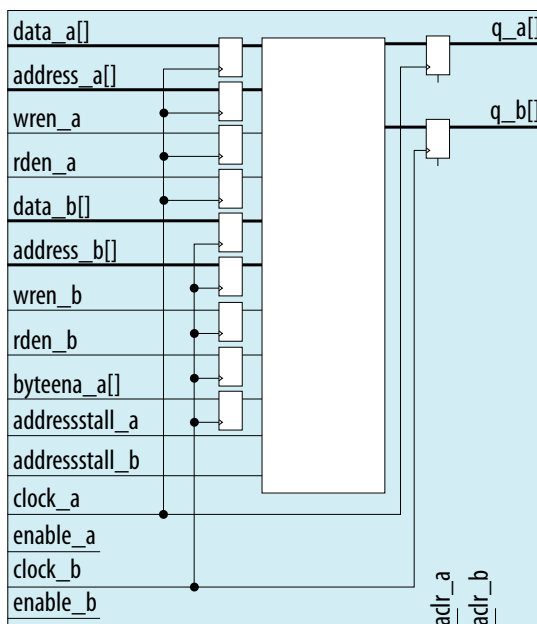 data_a[]
address_a[]
wren_a
rden_a
data_b[]
address_b[]
wren_b
rden_b
byteena_a[]
addressstall_a
addressstall_b
clock_a
enable_a
clock_b
enable_b
q_a[]
q_b[]
aclr_a
aclr_b